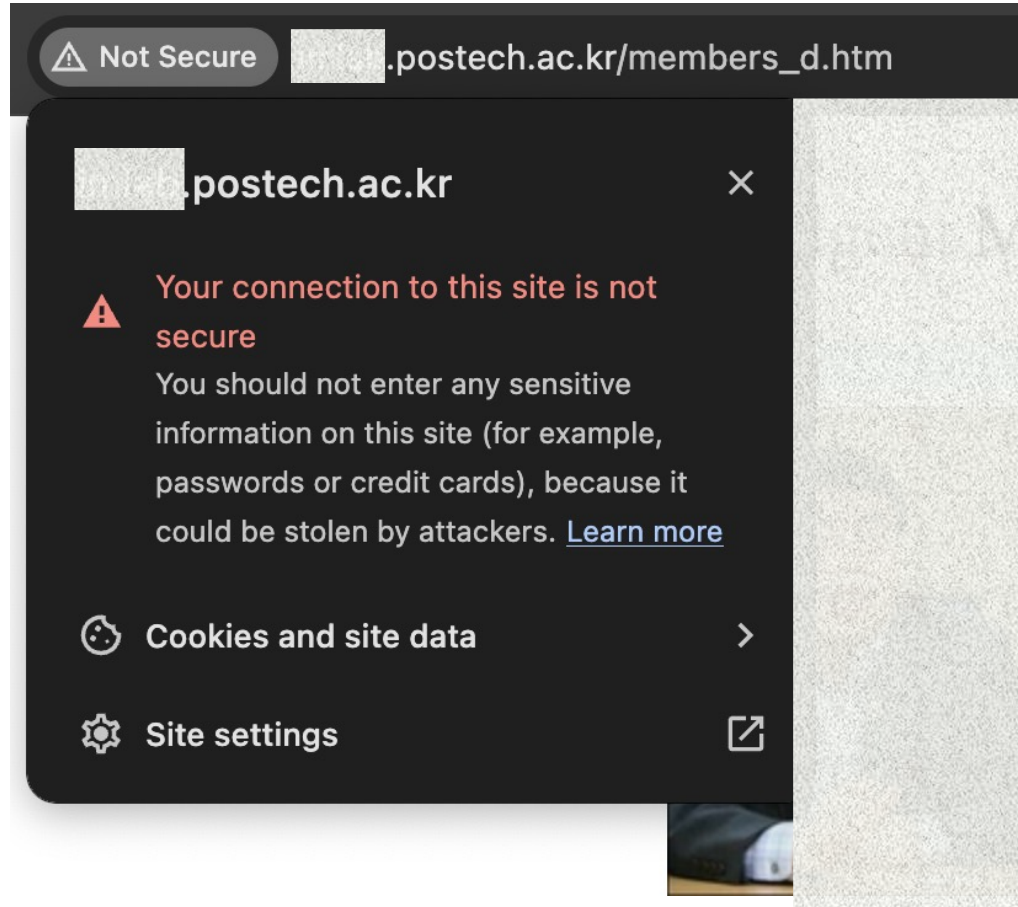 Not Secure .postech.ac.kr/members_d.htm
.postech.ac.kr
Your connection to this site is not
secure
You should not enter any sensitive
information on this site (for example,
passwords or credit cards), because it
could be stolen by attackers. Learn more
Cookies and site data
Site settings